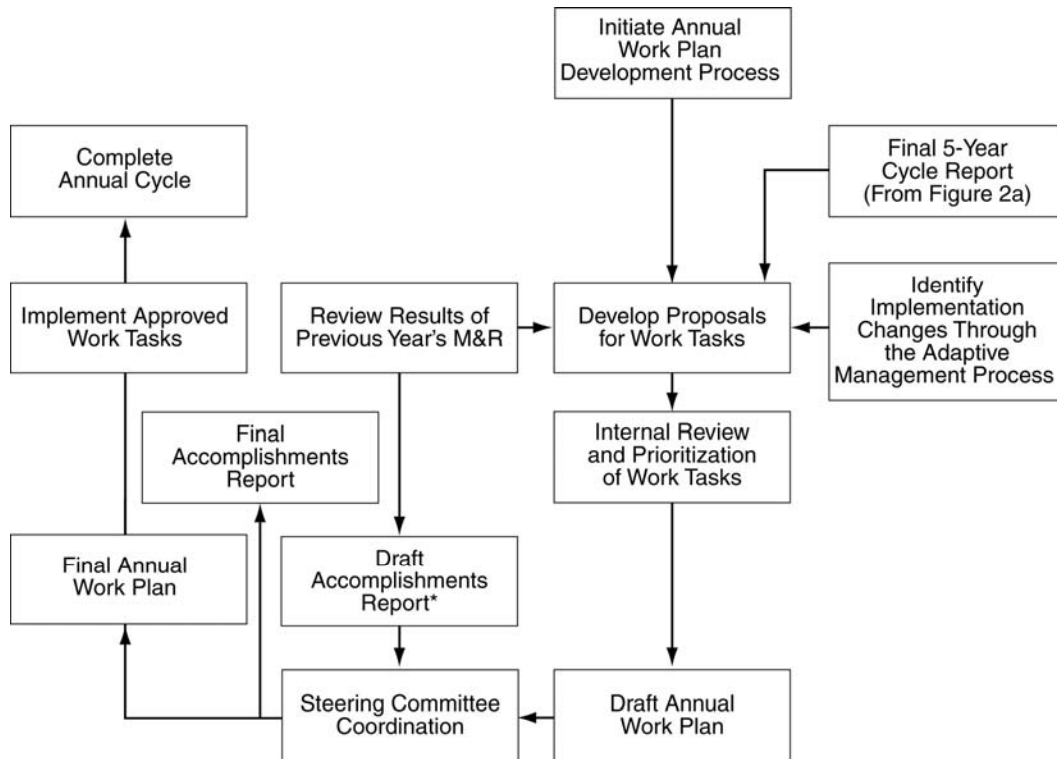 Initiate Annual
Work Plan
Development Process
Complete
Annual Cycle
Final 5-Year
Cycle Report
(From Figure 2a)
Implement Approved
Work Tasks
Review Results of
Previous Year's M&R
Develop Proposals
for Work Tasks
Identify
Implementation
Changes Through
the Adaptive
Management Process
Final
Accomplishments
Report
Internal Review
and Prioritization
of Work Tasks
Final Annual
Work Plan
Draft
Accomplishments
Report*
Steering Committee
Coordination
Draft Annual
Work Plan